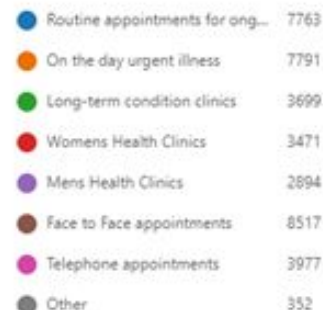 Routine appointments for ong... 7763
On the day urgent illness 7791
Long-term condition clinics 3699
Womens Health Clinics 3471
Mens Health Clinics 2894
Face to Face appointments 8517
Telephone appointments 3977
Other 352